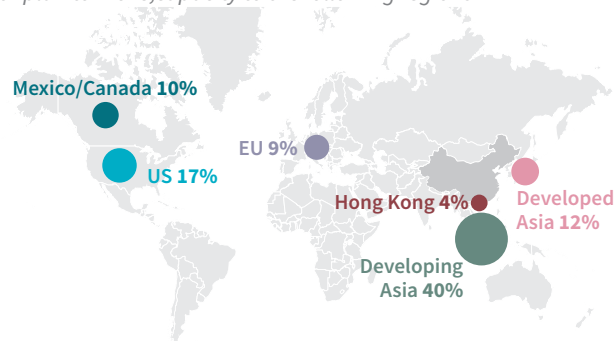 Mexico/Canada 10%
EU 9%
US 17%
Hong Kong 4%
Developed
Asia 12%
Developing
Asia 40%